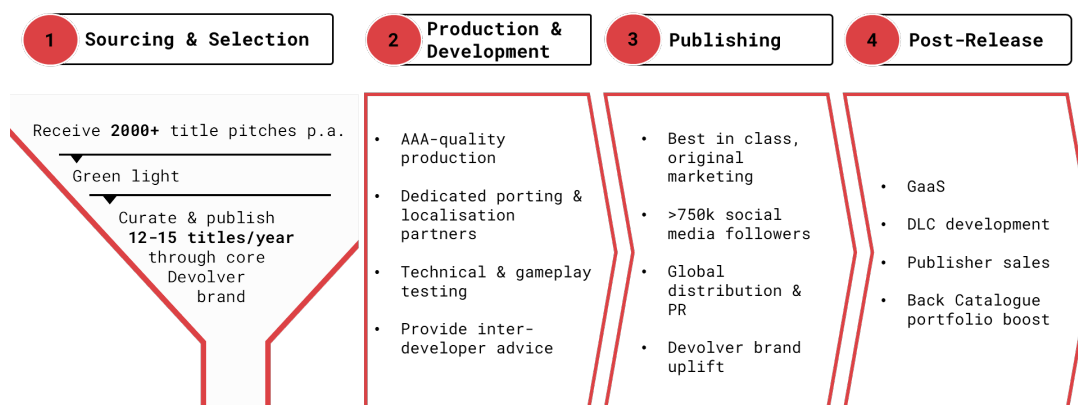 1 Sourcing & Selection
Receive 2000+ title pitches p.a.
Green light
Curate & publish
12-15 titles/year
through core
Devolver
brand
2 Production &
Development
• AAA-quality
production
• Dedicated porting &
localisation
partners
• Technical & gameplay
testing
• Provide inter-
developer advice
3 Publishing
• Best in class,
original
marketing
• >750k social
media followers
• Global
distribution &
PR
• Devolver brand
uplift
4 Post-Release
• GaaS
• DLC development
• Publisher sales
• Back Catalogue
portfolio boost